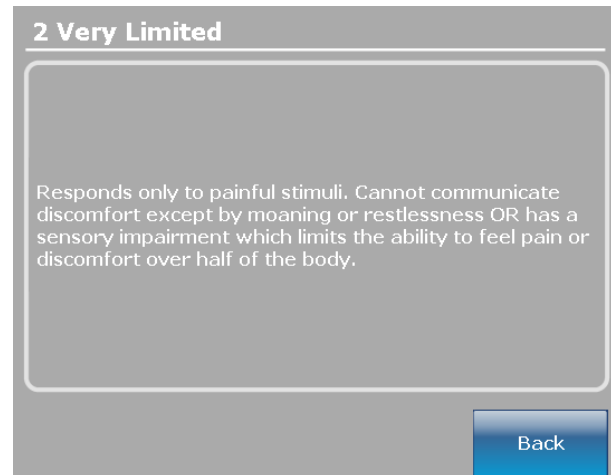 2 Very Limited
Responds only to painful stimuli. Cannot communicate
discomfort except by moaning or restlessness OR has a
sensory impairment which limits the ability to feel pain or
discomfort over half of the body.
Back